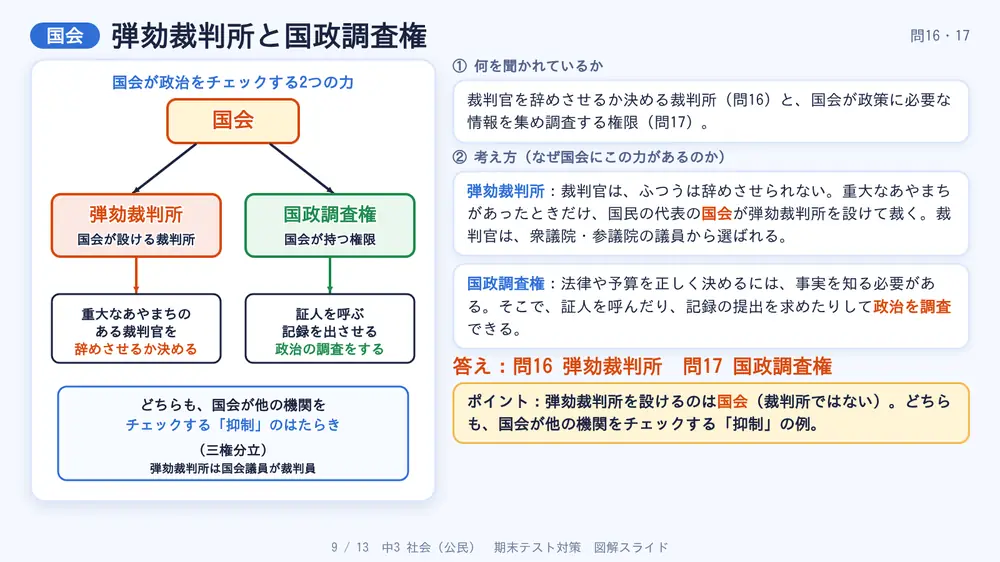 国会 弾劾裁判所と国政調査権
問16・17
国会が政治をチェックする2つの力
国会
弾劾裁判所
国会が設ける裁判所
国政調査権
国会が持つ権限
重大なあやまちの
ある裁判官を
辞めさせるか決める
証人を呼ぶ
記録を出させる
政治の調査をする
どちらも、国会が他の機関を
チェックする「抑制」のはたらき
（三権分立）
弾劾裁判所は国会議員が裁判員
① 何を聞かれているか
裁判官を辞めさせるか決める裁判所（問16）と、国会が政策に必要な
情報を集め調査する権限（問17）。
② 考え方（なぜ国会にこの力があるのか）
弾劾裁判所：裁判官は、ふつうは辞めさせられない。重大なあやまち
があったときだけ、国民の代表の国会が弾劾裁判所を設けて裁く。裁
判官は、衆議院・参議院の議員から選ばれる。
国政調査権：法律や予算を正しく決めるには、事実を知る必要があ
る。そこで、証人を呼んだり、記録の提出を求めたりして政治を調査
できる。
答え：問16 弾劾裁判所　問17 国政調査権
ポイント：弾劾裁判所を設けるのは国会（裁判所ではない）。どちら
も、国会が他の機関をチェックする「抑制」の例。
9 / 13　中3 社会（公民）　期末テスト対策　図解スライド